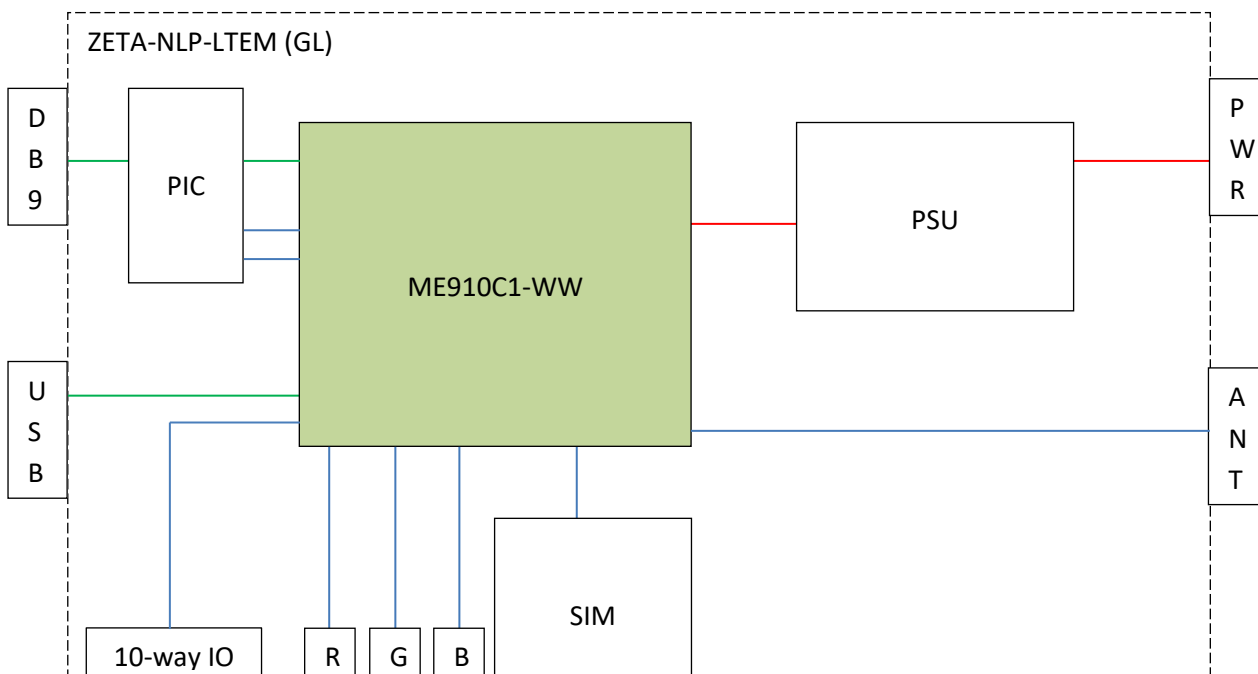 ZETA-NLP-LTEM (GL)
D
B
9
PIC
ME910C1-WW
PSU
P
W
R
U
S
B
A
N
T
10-way IO
R
G
B
SIM